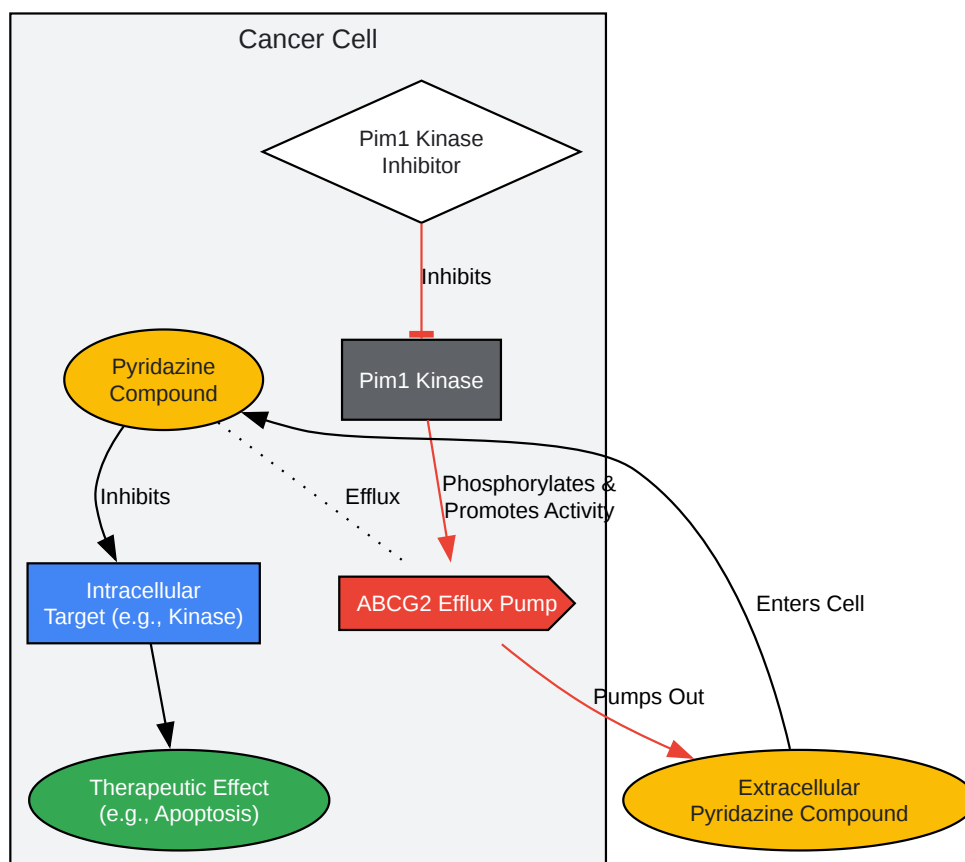 Cancer Cell
Pim1 Kinase
Inhibitor
Inhibits
Pyridazine
Compound
Pim1 Kinase
Inhibits
Efflux
Phosphorylates &
Promotes Activity
Intracellular
Target (e.g., Kinase)
ABCG2 Efflux Pump
Enters Cell
Pumps Out
Therapeutic Effect
(e.g., Apoptosis)
Extracellular
Pyridazine Compound